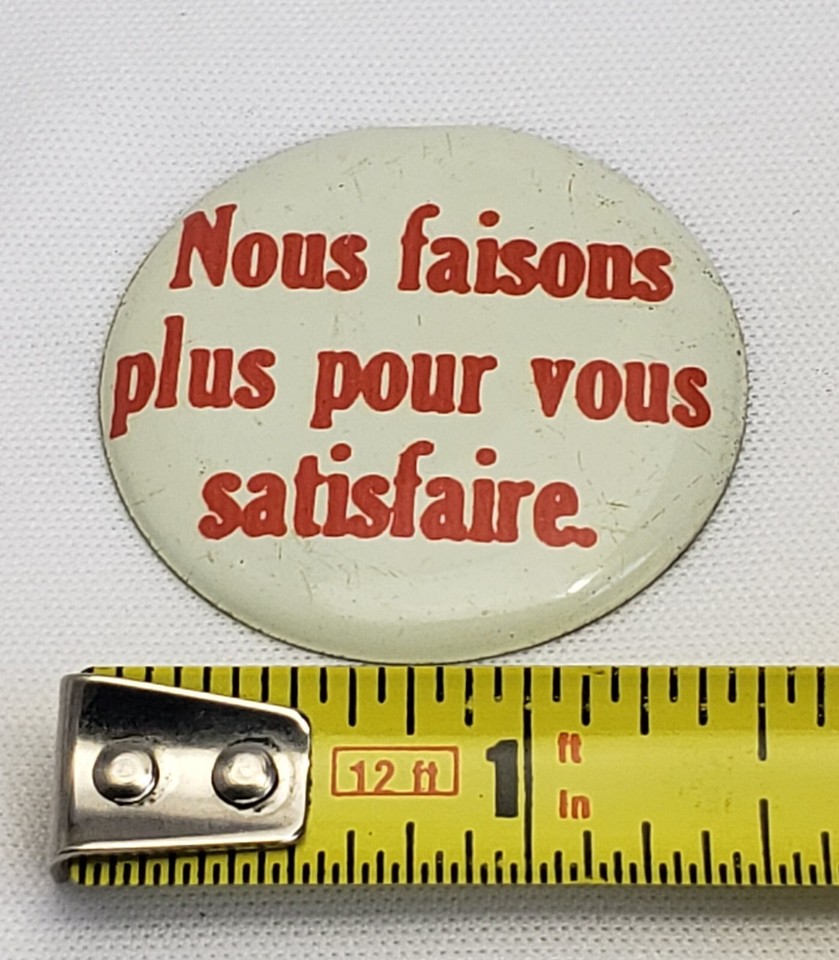 Nous faisons
plus pour vous
satisfaire.
12 ft
1 ft
In